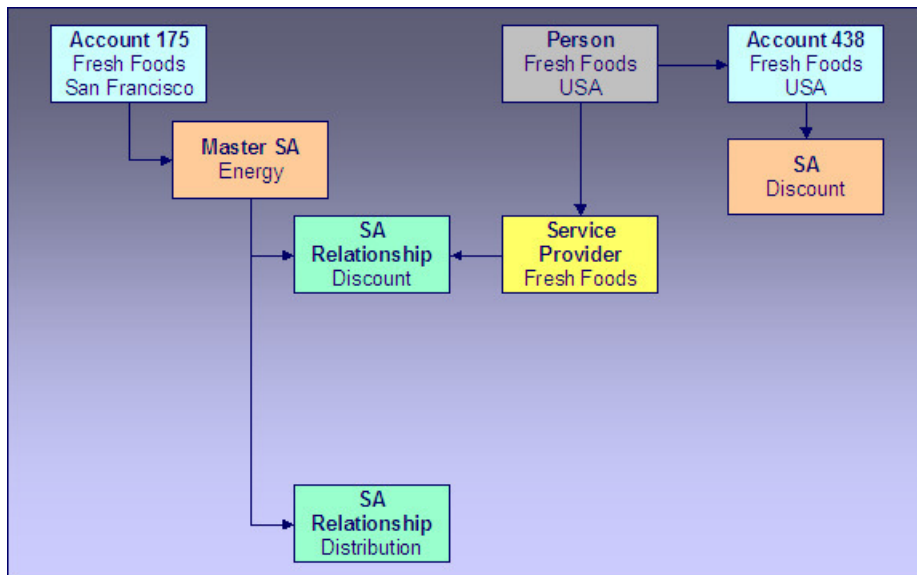 Account 175
Fresh Foods
San Francisco
Person
Fresh Foods
USA
Account 438
Fresh Foods
USA
Master SA
Energy
SA
Discount
SA
Relationship
Discount
Service
Provider
Fresh Foods
SA
Relationship
Distribution